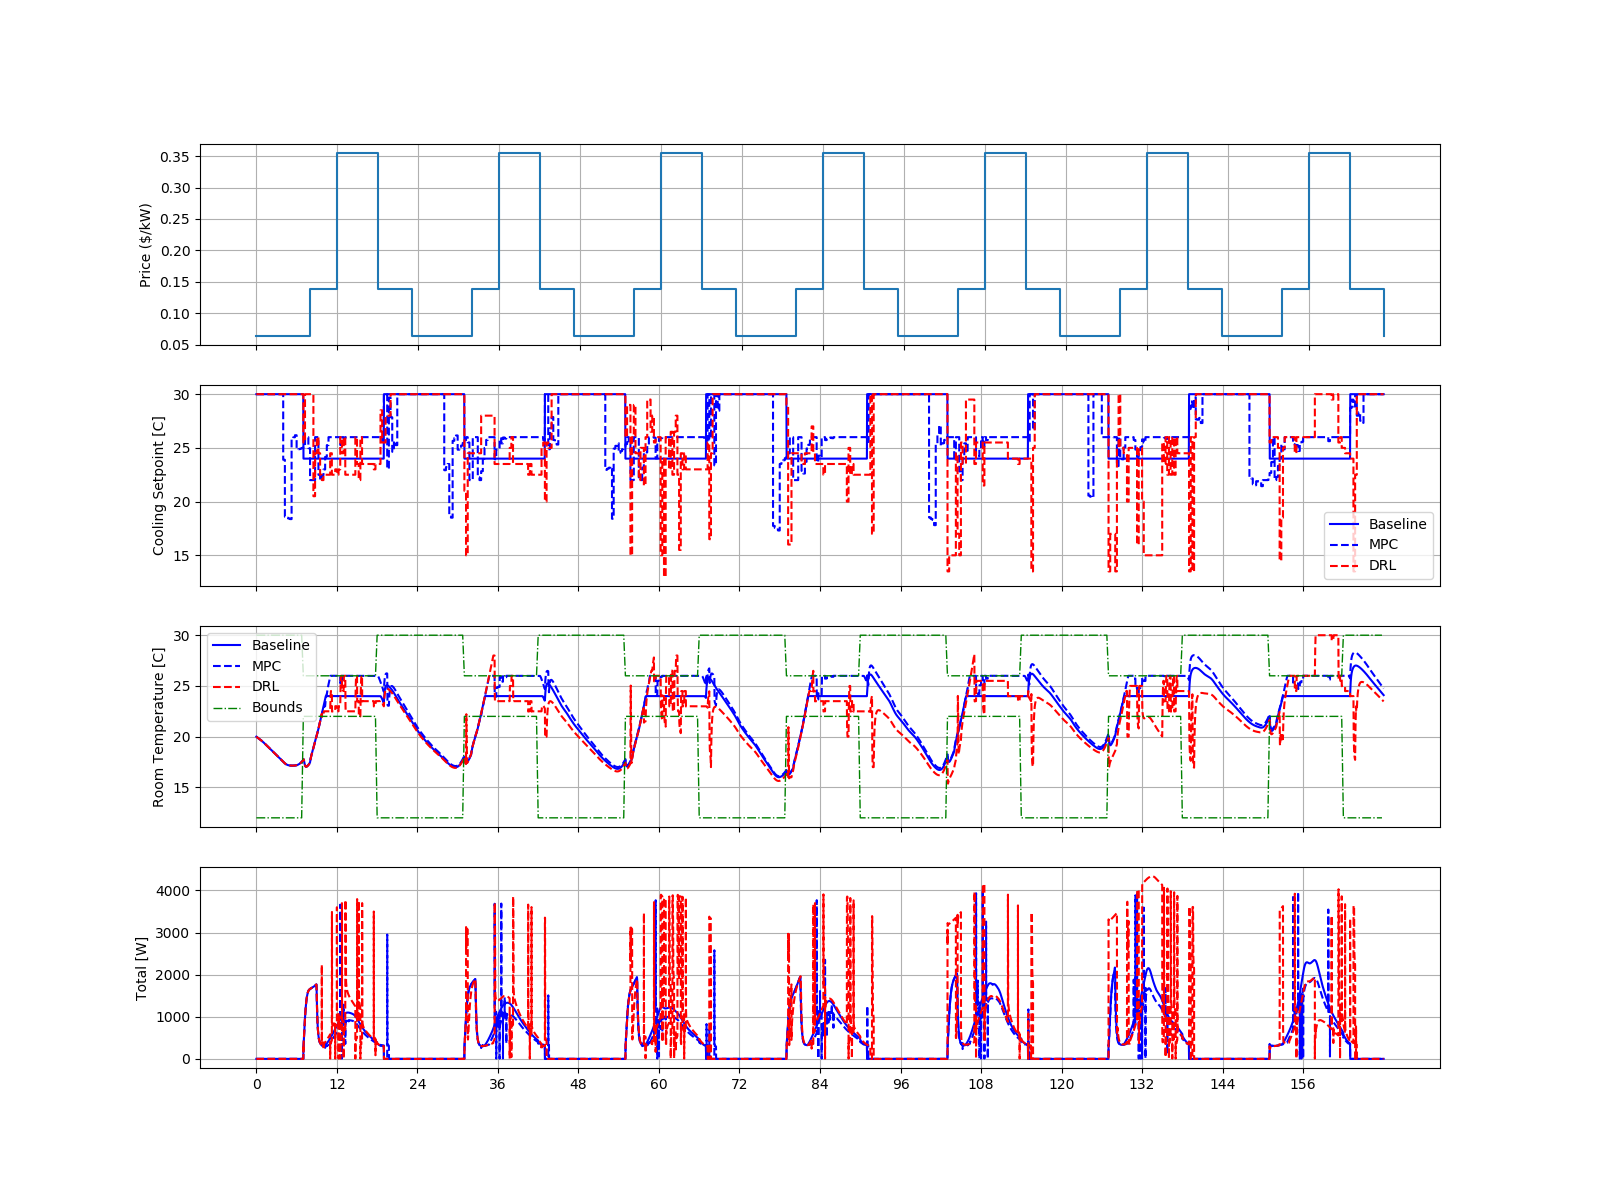 Price ($/kW)
0.35
0.30
0.25
0.20
0.15
0.10
0.05
Cooling Setpoint [C]
30
25
20
15
Baseline
MPC
DRL
Room Temperature [C]
30
25
20
15
Baseline
MPC
DRL
Bounds
Total [W]
4000
3000
2000
1000
0
0 12 24 36 48 60 72 84 96 108 120 132 144 156